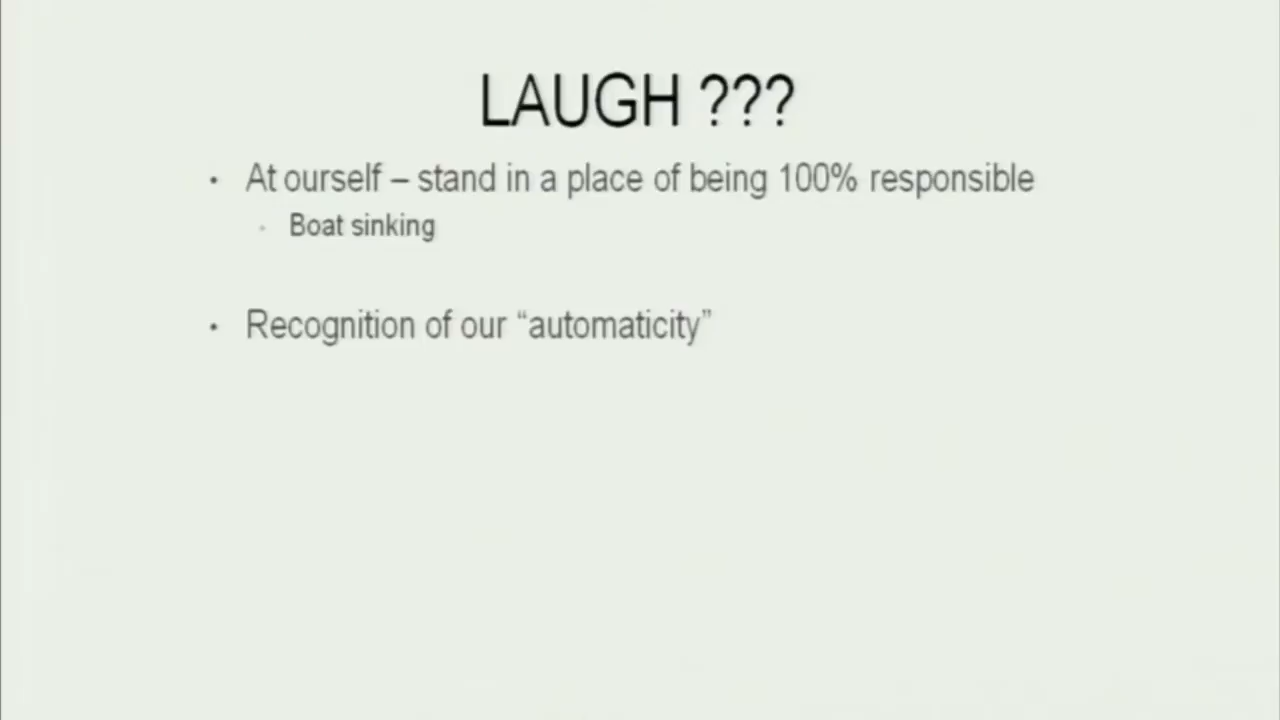 LAUGH ???
• At ourself – stand in a place of being 100% responsible
• Boat sinking
• Recognition of our “automaticity”